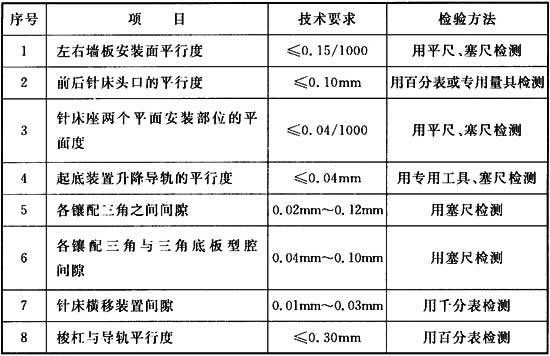 序号 项 目 技术要求 检验方法
1 左右墙板安装面平行度 ≤0.15/1000 用平尺、塞尺检测
2 前后针床头口的平行度 ≤0.10mm 用百分表或专用量具检测
3 针床座两个平面安装部位的平面度 ≤0.04/1000 用平尺、塞尺检测
4 起底装置升降导轨的平行度 ≤0.04mm 用专用工具、塞尺检测
5 各镶配三角之间间隙 0.02mm～0.12mm 用塞尺检测
6 各镶配三角与三角底板型腔间隙 0.04mm～0.10mm 用塞尺检测
7 针床横移装置间隙 0.01mm～0.03mm 用千分表检测
8 梭杠与导轨平行度 ≤0.30mm 用百分表检测